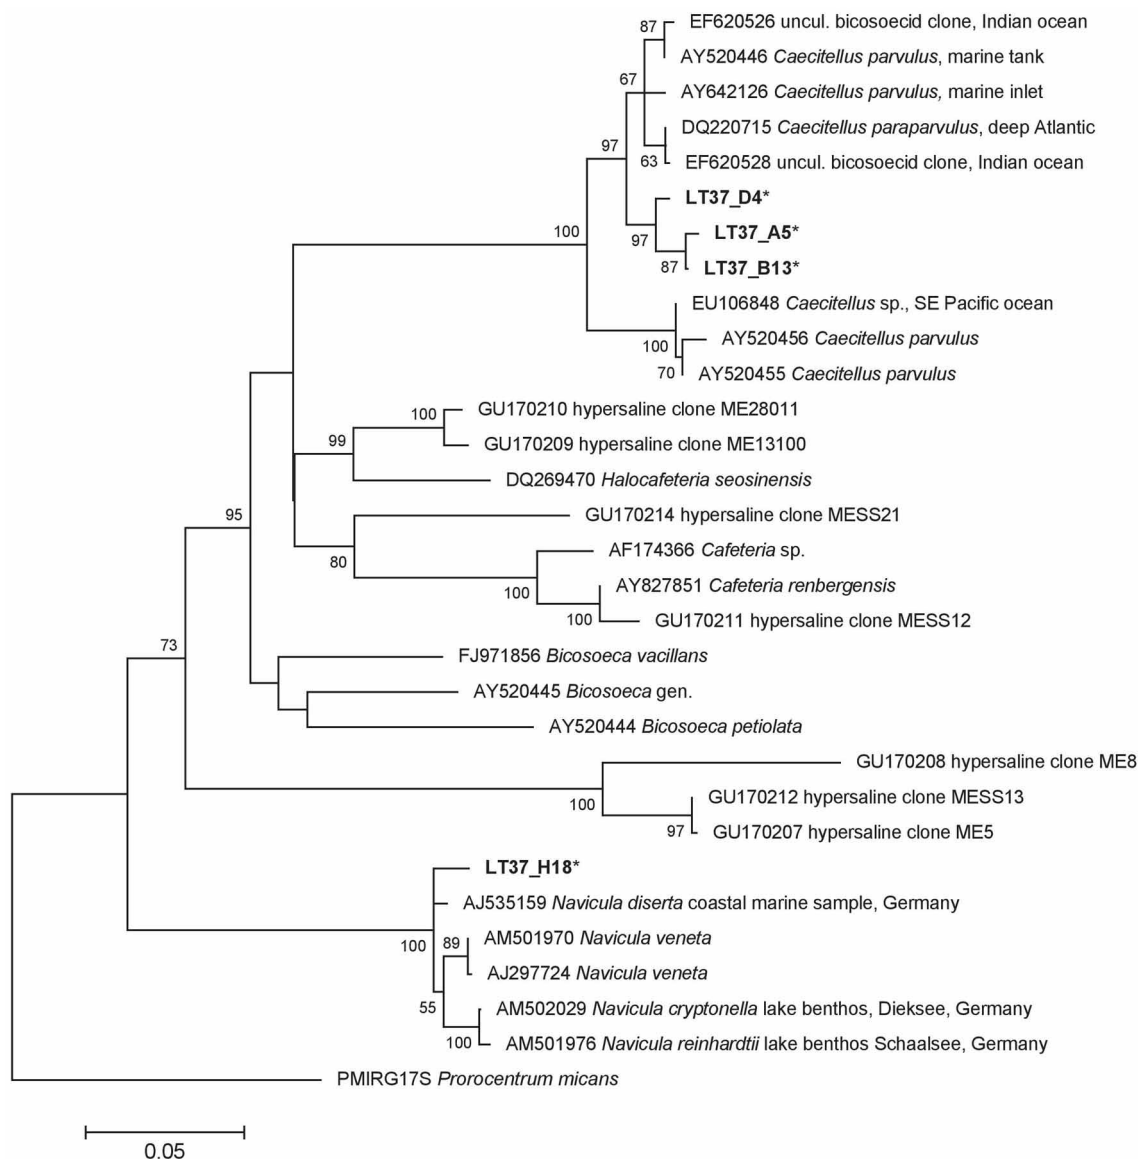 87
EF620526 uncul. bicosoecid clone, Indian ocean
AY520446 Caecitellus parvulus, marine tank
67
AY642126 Caecitellus parvulus, marine inlet
DQ220715 Caecitellus paraparvulus, deep Atlantic
97
63
EF620528 uncul. bicosoecid clone, Indian ocean
LT37_D4*
100
97
LT37_A5*
87
LT37_B13*
EU106848 Caecitellus sp., SE Pacific ocean
AY520456 Caecitellus parvulus
100
70
AY520455 Caecitellus parvulus
100
GU170210 hypersaline clone ME28011
99
GU170209 hypersaline clone ME13100
DQ269470 Halocafeteria seosinensis
95
GU170214 hypersaline clone MESS21
80
AF174366 Cafeteria sp.
100
AY827851 Cafeteria renbergensis
100
GU170211 hypersaline clone MESS12
73
FJ971856 Bicosoeca vacillans
AY520445 Bicosoeca gen.
AY520444 Bicosoeca petiolata
GU170208 hypersaline clone ME8
100
GU170212 hypersaline clone MESS13
97
GU170207 hypersaline clone ME5
LT37_H18*
AJ535159 Navicula diserta coastal marine sample, Germany
100
89
AM501970 Navicula veneta
AJ297724 Navicula veneta
55
AM502029 Navicula cryptonella lake benthos, Dieksee, Germany
100
AM501976 Navicula reinhardtii lake benthos Schaalsee, Germany
PMIRG17S Prorocentrum micans
0.05